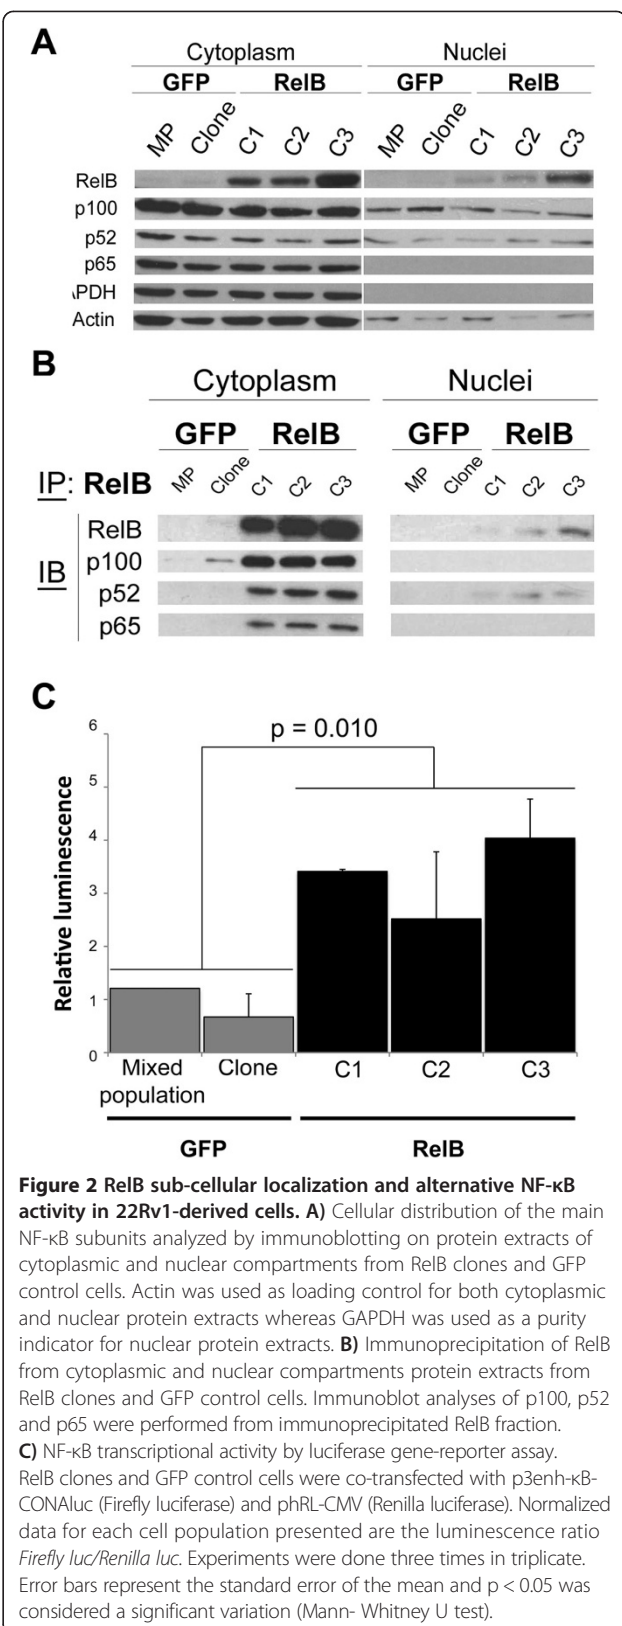 A
Cytoplasm Nuclei
GFP RelB GFP RelB
MP Clone C1 C2 C3 MP Clone C1 C2 C3
RelB
p100
p52
p65
\PDH
Actin
B
Cytoplasm Nuclei
GFP RelB GFP RelB
IP: RelB MP Clone C1 C2 C3 MP Clone C1 C2 C3
RelB
p100
IB
p52
p65
C
6
p = 0.010
5
4
3
2
1
0
Relative luminescence
Mixed population Clone C1 C2 C3
GFP RelB
Figure 2 RelB sub-cellular localization and alternative NF-κB
activity in 22Rv1-derived cells. A) Cellular distribution of the main
NF-κB subunits analyzed by immunoblotting on protein extracts of
cytoplasmic and nuclear compartments from RelB clones and GFP
control cells. Actin was used as loading control for both cytoplasmic
and nuclear protein extracts whereas GAPDH was used as a purity
indicator for nuclear protein extracts. B) Immunoprecipitation of RelB
from cytoplasmic and nuclear compartments protein extracts from
RelB clones and GFP control cells. Immunoblot analyses of p100, p52
and p65 were performed from immunoprecipitated RelB fraction.
C) NF-κB transcriptional activity by luciferase gene-reporter assay.
RelB clones and GFP control cells were co-transfected with p3enh-κB-
CONAluc (Firefly luciferase) and phRL-CMV (Renilla luciferase). Normalized
data for each cell population presented are the luminescence ratio
Firefly luc/Renilla luc. Experiments were done three times in triplicate.
Error bars represent the standard error of the mean and p < 0.05 was
considered a significant variation (Mann- Whitney U test).